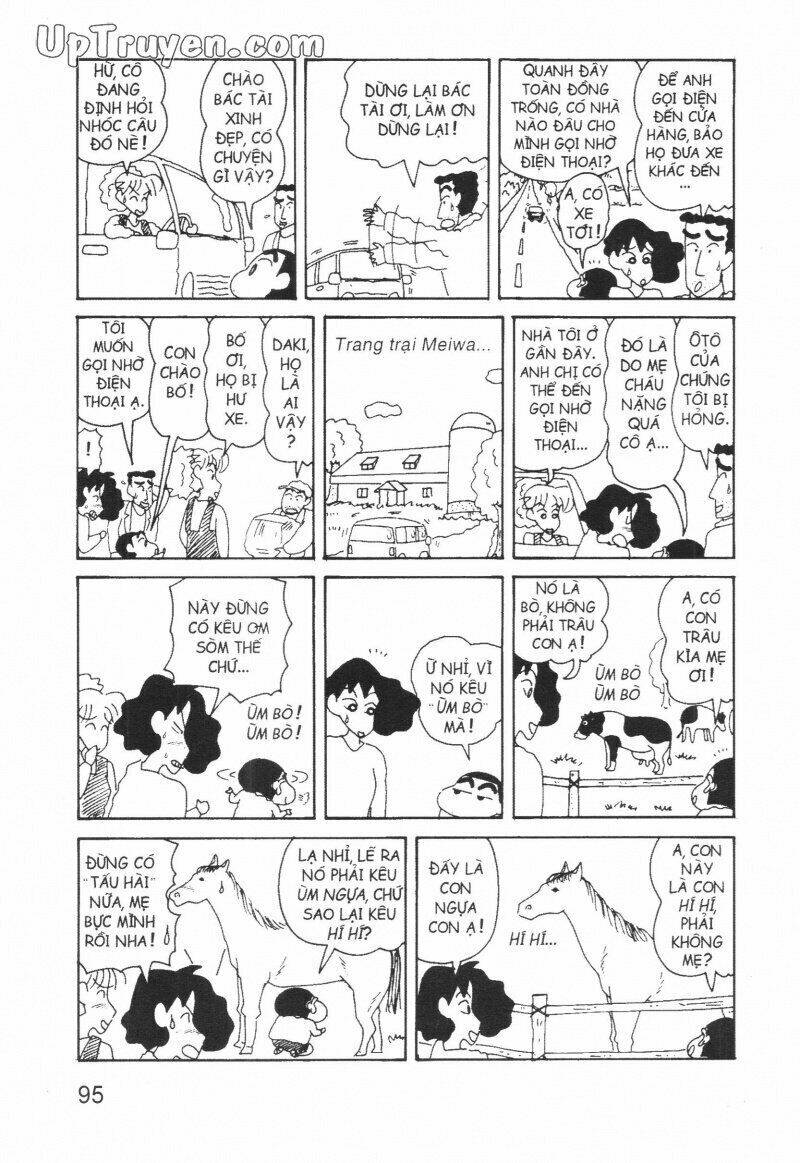 UpTruyen.com
ĐỂ ANH
GỌI ĐIỆN
ĐẾN CỬA
HÀNG, BẢO
HỌ ĐƯA XE
KHÁC ĐẾN
...
QUANH ĐÂY
TOÀN ĐỒNG
TRỐNG, CÓ NHÀ
NÀO ĐÂU CHO
MÌNH GỌI NHỜ
ĐIỆN THOẠI?
A, CÓ
XE
TỚI!
DỪNG LẠI BÁC
TÀI ƠI, LÀM ƠN
DỪNG LẠI!
CHÀO
BÁC TÀI
XINH
ĐẸP, CÓ
CHUYỆN
GÌ VẬY?
HỪ, CÔ
ĐANG
ĐỊNH HỎI
NHÓC CÂU
ĐÓ NÈ!
ÔTÔ
CỦA
CHÚNG
TÔI BỊ
HỎNG.
ĐÓ LÀ
DO MẸ
CHÁU
NẶNG
QUÁ
CÔ Ạ...
NHÀ TÔI Ở
GẦN ĐÂY.
ANH CHỊ CÓ
THỂ ĐẾN
GỌI NHỜ
ĐIỆN
THOẠI...
Trang trại Meiwa...
DAKI,
HỌ
LÀ
AI
VẬY?
BỐ
ƠI,
HỌ BỊ
HƯ
XE.
CON
CHÀO
BỐ!
TÔI
MUỐN
GỌI NHỜ
ĐIỆN
THOẠI Ạ.
!
A, CÓ
CON
TRÂU
KÌA MẸ
ƠI!
NÓ LÀ
BÒ, KHÔNG
PHẢI TRÂU
CON Ạ!
ÙM BÒ
ÙM BÒ
Ừ NHỈ, VÌ
NÓ KÊU
"ÙM BÒ"
MÀ!
NÀY ĐỪNG
CÓ KÊU OM
SÒM THẾ
CHỨ...
ÙM BÒ!
ÙM BÒ!
A, CON
NÀY
LÀ CON
HÍ HÍ,
PHẢI
KHÔNG
MẸ?
ĐẤY LÀ
CON
NGỰA
CON Ạ!
HÍ HÍ...
LẠ NHỈ, LẼ RA
NÓ PHẢI KÊU
ÙM NGỰA, CHỨ
SAO LẠI KÊU
HÍ HÍ?
ĐỪNG CÓ
"TẤU HÀI"
NỮA, MẸ
BỰC MÌNH
RỒI NHA!
95